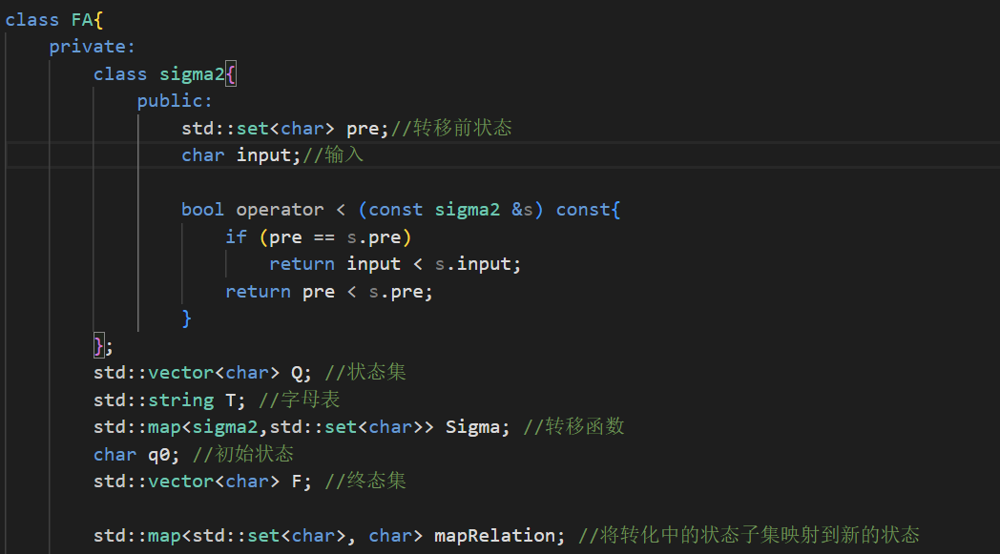 class FA{
    private:
        class sigma2{
            public:
                std::set<char> pre;//转移前状态
                char input;//输入

                bool operator < (const sigma2 &s) const{
                    if (pre == s.pre)
                        return input < s.input;
                    return pre < s.pre;
                }
        };
        std::vector<char> Q; //状态集
        std::string T; //字母表
        std::map<sigma2,std::set<char>> Sigma; //转移函数
        char q0; //初始状态
        std::vector<char> F; //终态集

        std::map<std::set<char>, char> mapRelation; //将转化中的状态子集映射到新的状态